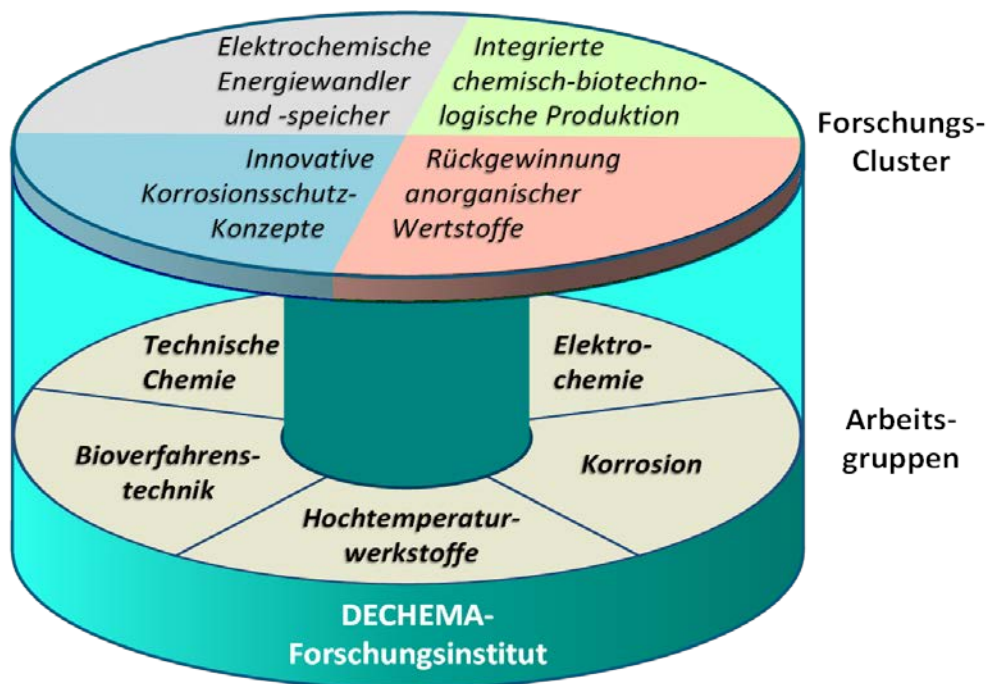 Elektrochemische
Energiewandler
und -speicher
Integrierte
chemisch-biotechno-
logische Produktion
Innovative
Korrosionsschutz-
Konzepte
Rückgewinnung
anorganischer
Wertstoffe
Forschungs-
Cluster
Technische
Chemie
Elektro-
chemie
Bioverfahrens-
technik
Korrosion
Hochtemperatur-
werkstoffe
Arbeits-
gruppen
DECHEMA-
Forschungsinstitut